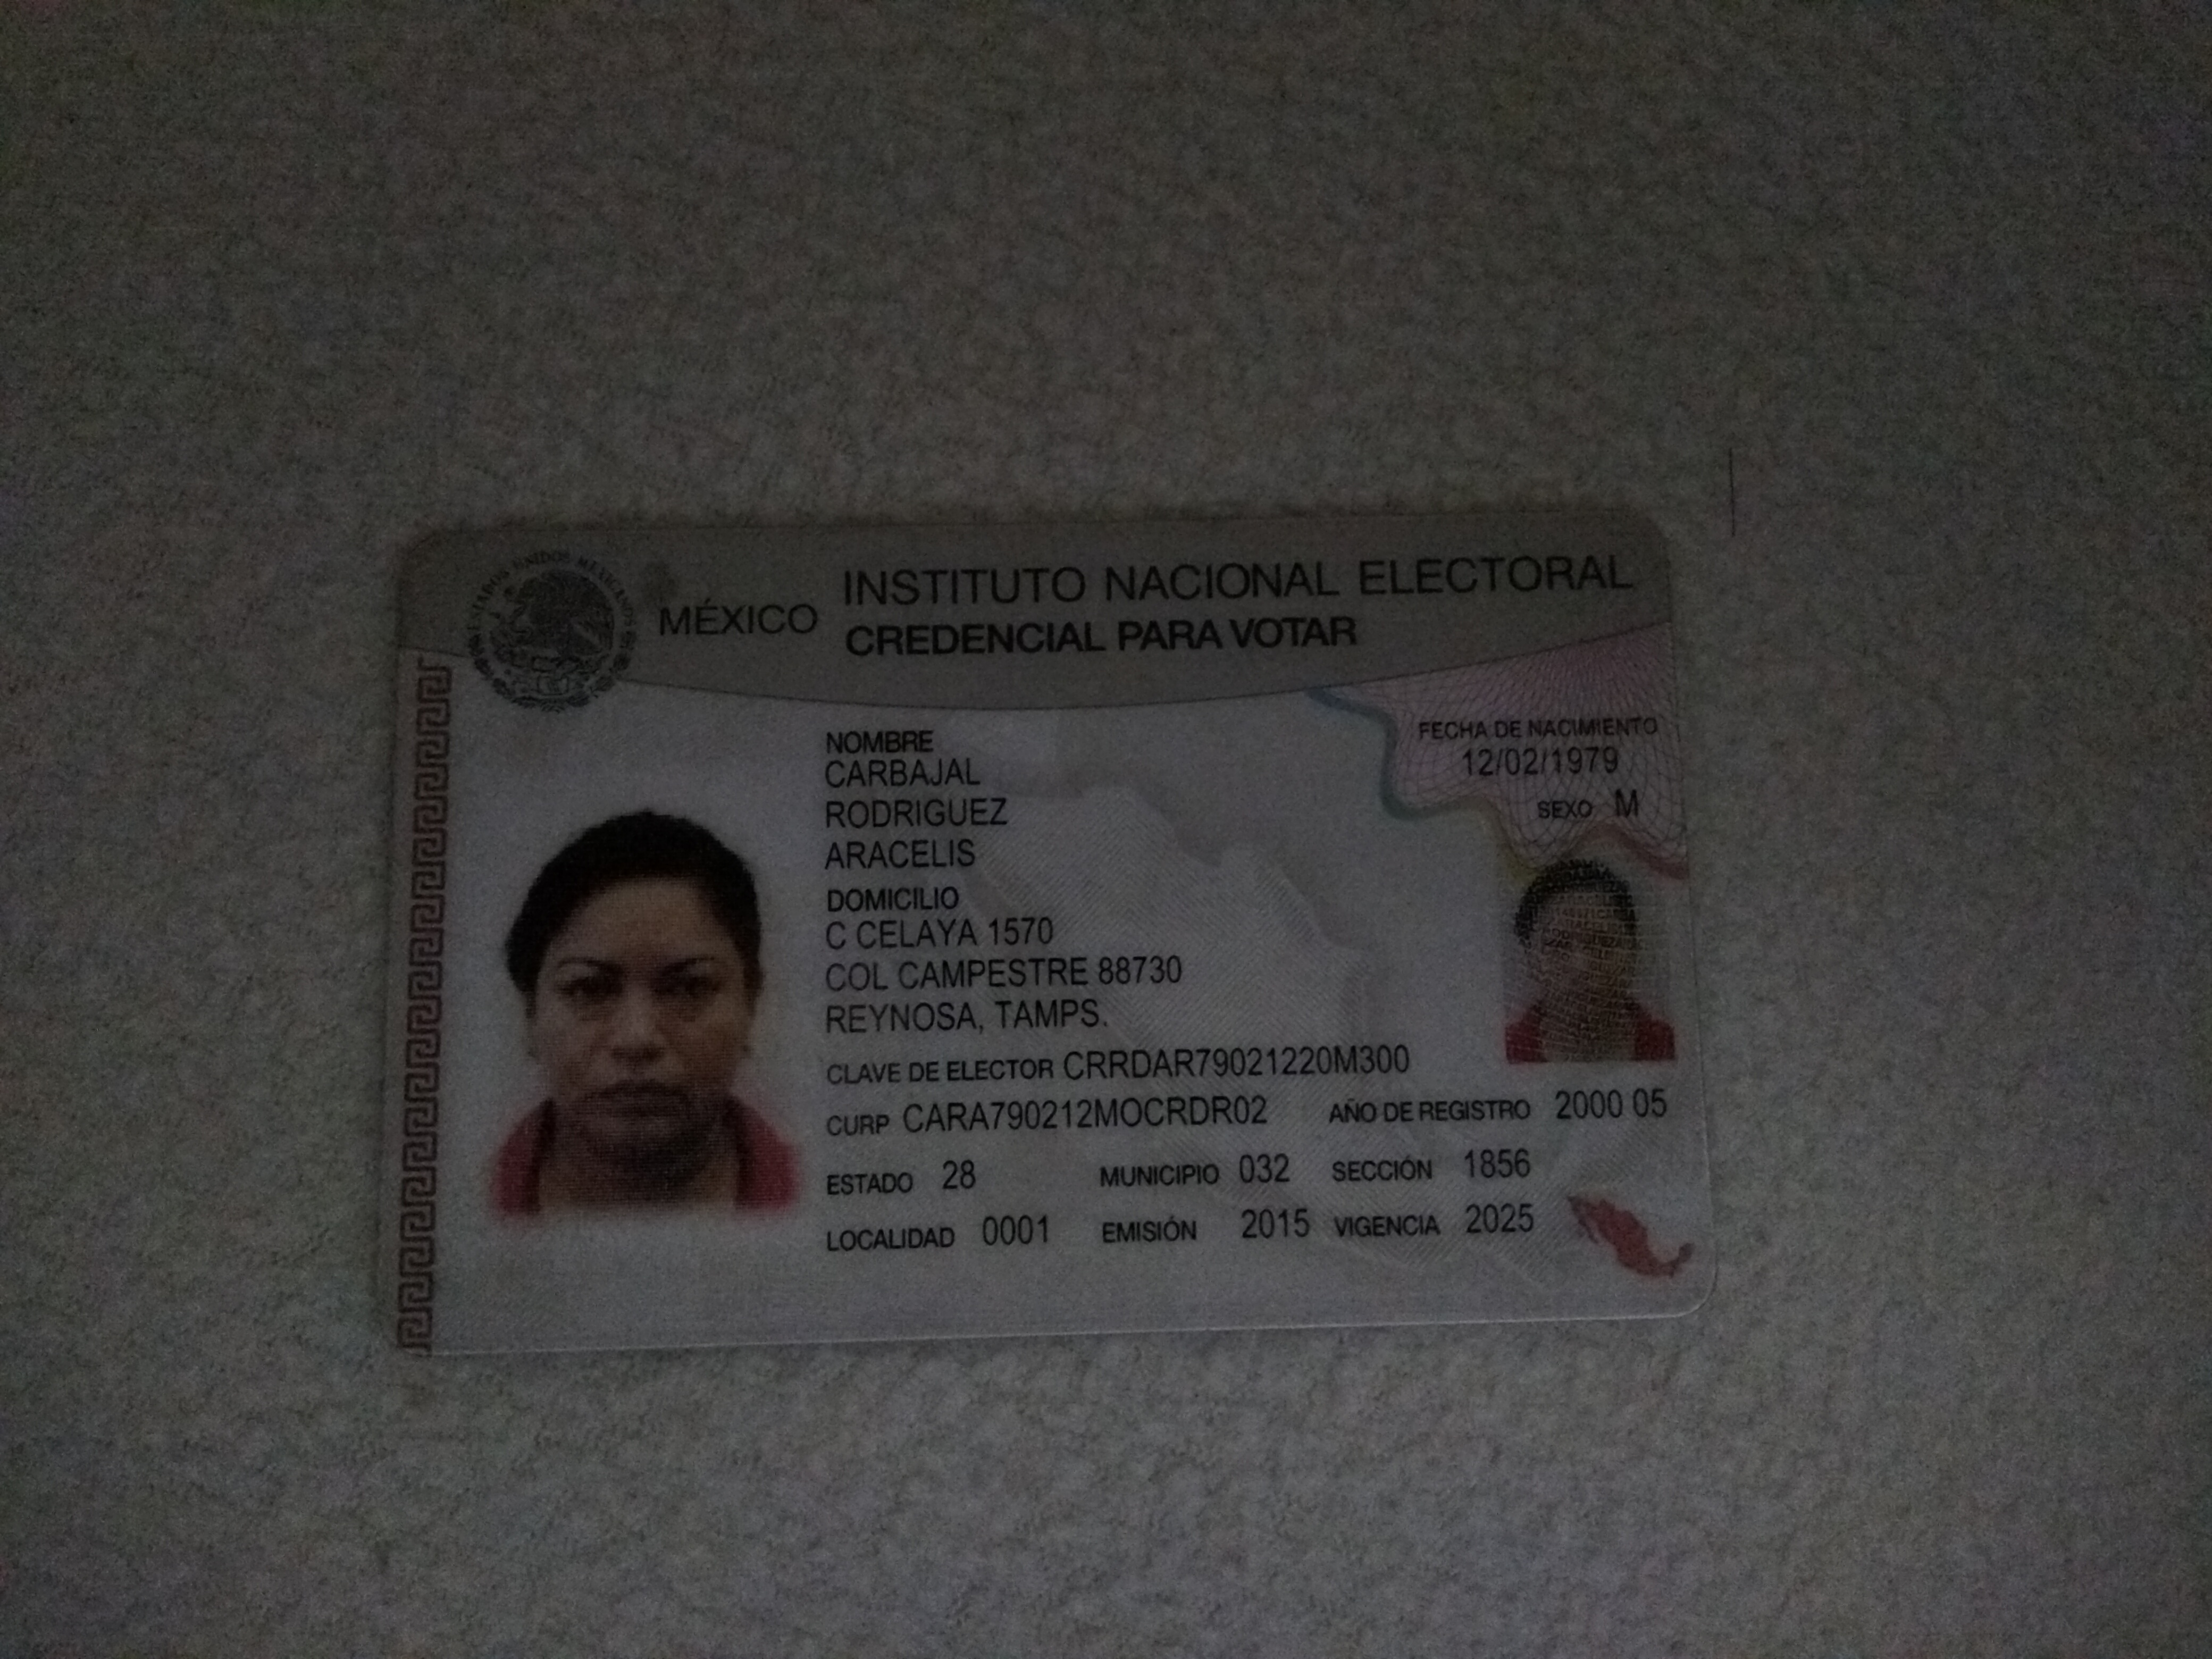 ESTADOS UNIDOS MEXICANOS
MÉXICO
INSTITUTO NACIONAL ELECTORAL
CREDENCIAL PARA VOTAR
NOMBRE
CARBAJAL
RODRIGUEZ
ARACELIS
FECHA DE NACIMIENTO
12/02/1979
SEXO M
DOMICILIO
C CELAYA 1570
COL CAMPESTRE 88730
REYNOSA, TAMPS.
CLAVE DE ELECTOR CRRDAR79021220M300
CURP CARA790212MOCRDR02 AÑO DE REGISTRO 2000 05
ESTADO 28 MUNICIPIO 032 SECCIÓN 1856
LOCALIDAD 0001 EMISIÓN 2015 VIGENCIA 2025